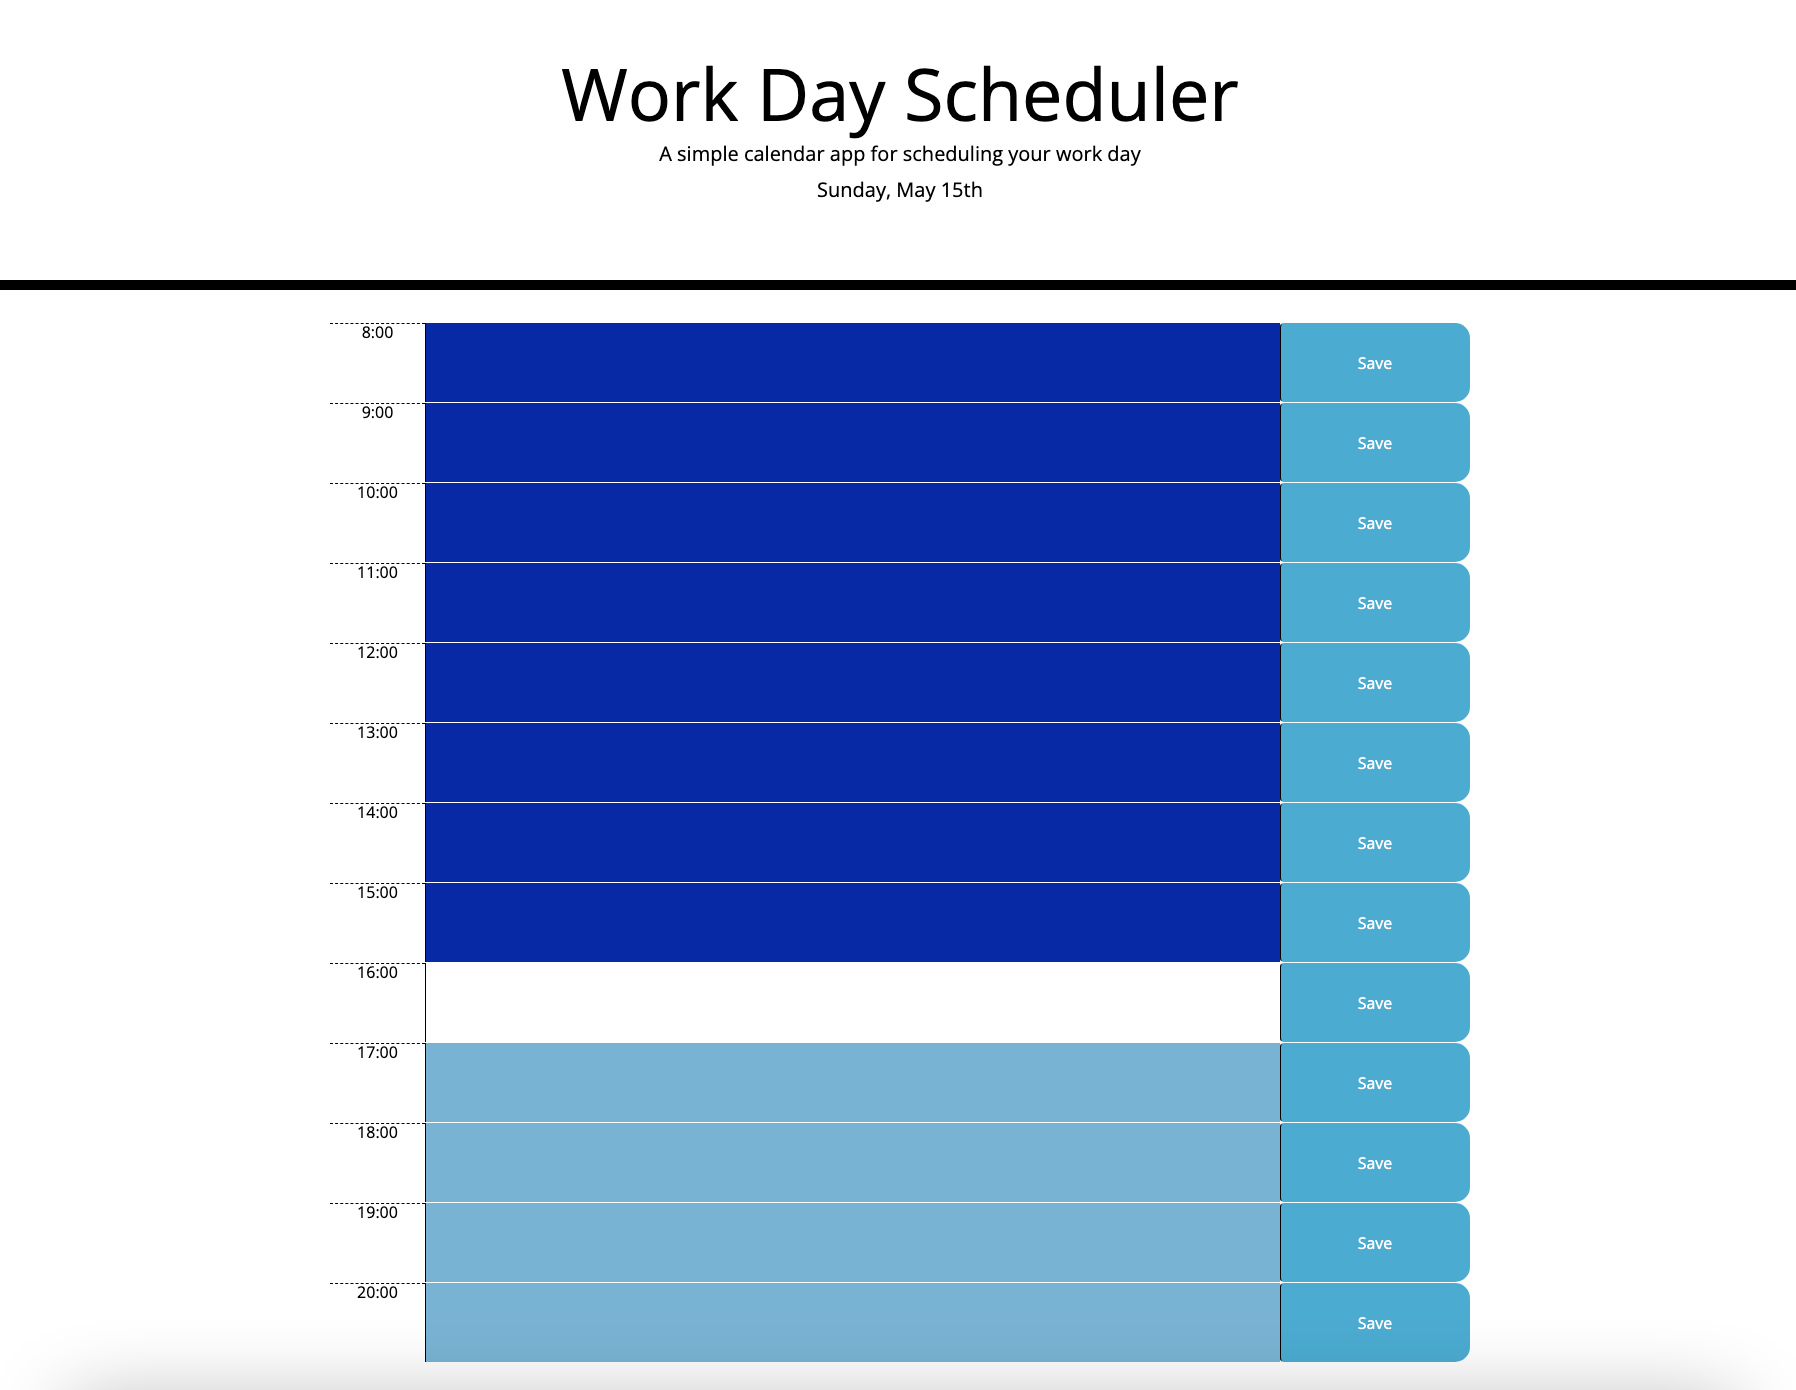 Work Day Scheduler
A simple calendar app for scheduling your work day
Sunday, May 15th
8:00 Save
9:00 Save
10:00 Save
11:00 Save
12:00 Save
13:00 Save
14:00 Save
15:00 Save
16:00 Save
17:00 Save
18:00 Save
19:00 Save
20:00 Save